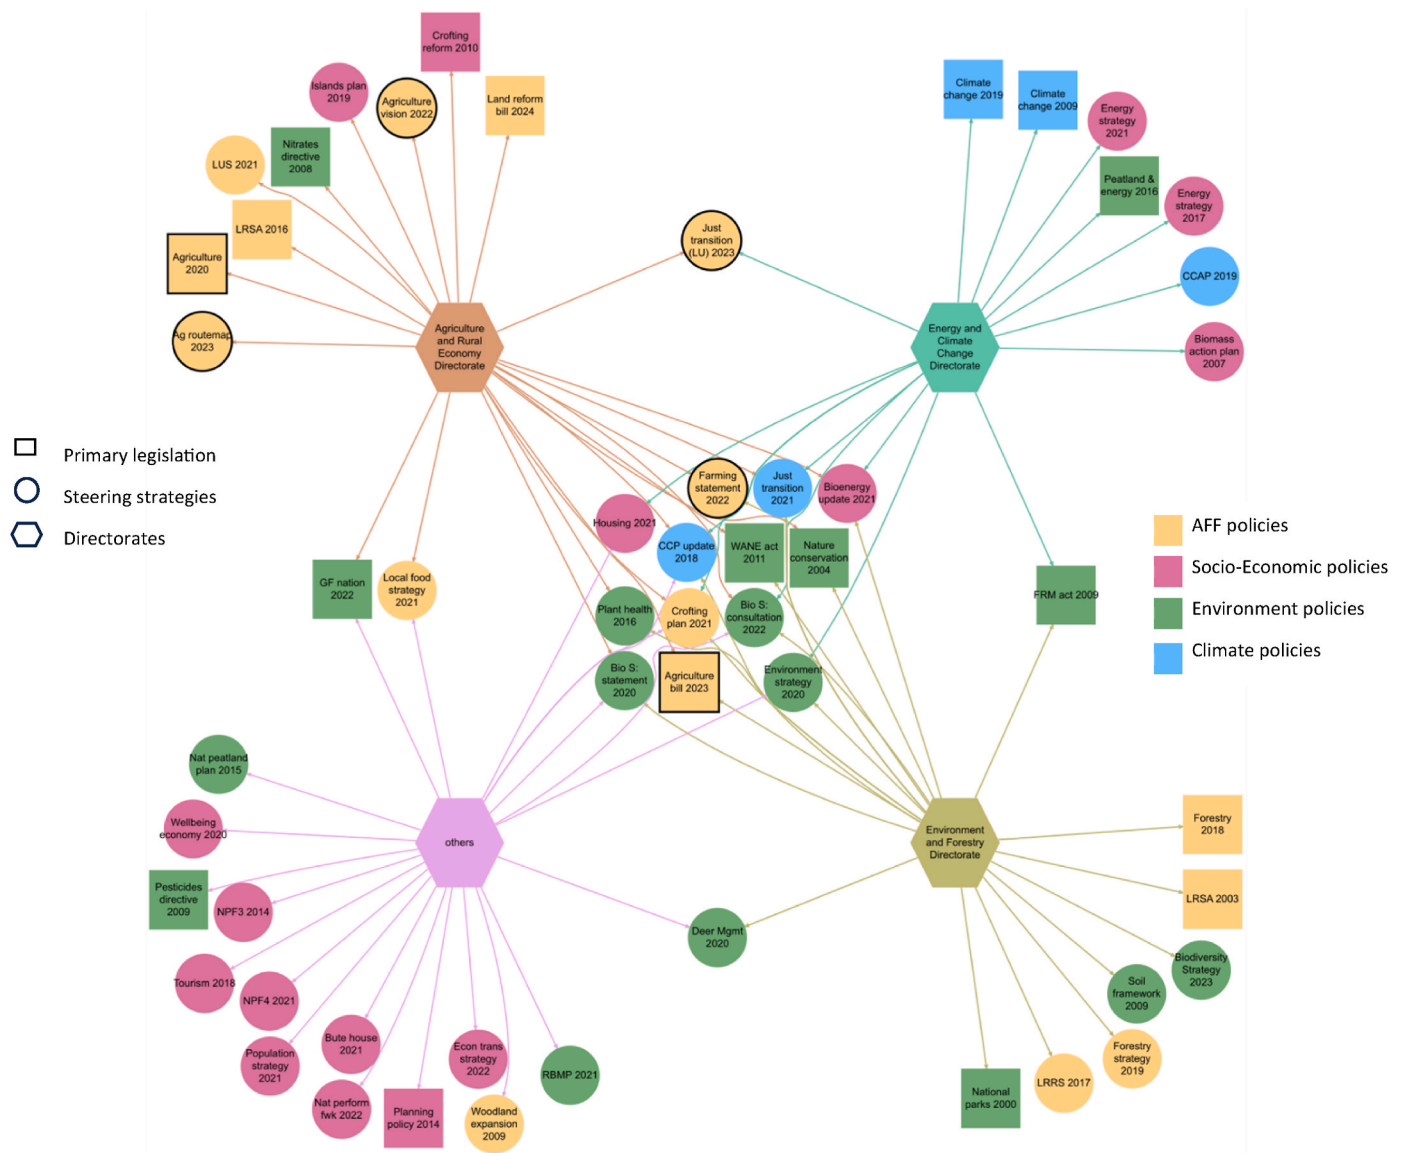 Crofting
reform 2010
Islands plan
2019
Agriculture
vision 2022
Land reform
bill 2024
Nitrates
directive
2008
LUS 2021
LRSA 2016
Agriculture
2020
Ag routemap
2023
Climate
change 2019
Climate
change 2009
Energy
strategy
2021
Peatland &
energy 2016
Energy
strategy
2017
CCAP 2019
Biomass
action plan
2007
Just
transition
(LU) 2023
Agriculture
and Rural
Economy
Directorate
Energy and
Climate
Change
Directorate
Primary legislation
Steering strategies
Directorates
Farming
statement
2022
Just
transition
2021
Bioenergy
update 2021
Housing 2021
CCP update
2018
WANE act
2011
Nature
conservation
2004
GF nation
2022
Local food
strategy
2021
Plant health
2016
Crofting
plan 2021
Bio S:
consultation
2022
FRM act 2009
Bio S:
statement
2020
Agriculture
bill 2023
Environment
strategy
2020
AFF policies
Socio-Economic policies
Environment policies
Climate policies
Nat peatland
plan 2015
Wellbeing
economy 2020
Pesticides
directive
2009
NPF3 2014
Tourism 2018
NPF4 2021
Population
strategy
2021
Bute house
2021
Nat perform
fwk 2022
Planning
policy 2014
Econ trans
strategy
2022
Woodland
expansion
2009
RBMP 2021
others
Environment
and Forestry
Directorate
Deer Mgmt
2020
Forestry
2018
LRSA 2003
Biodiversity
Strategy
2023
Soil
framework
2009
Forestry
strategy
2019
LRRS 2017
National
parks 2000